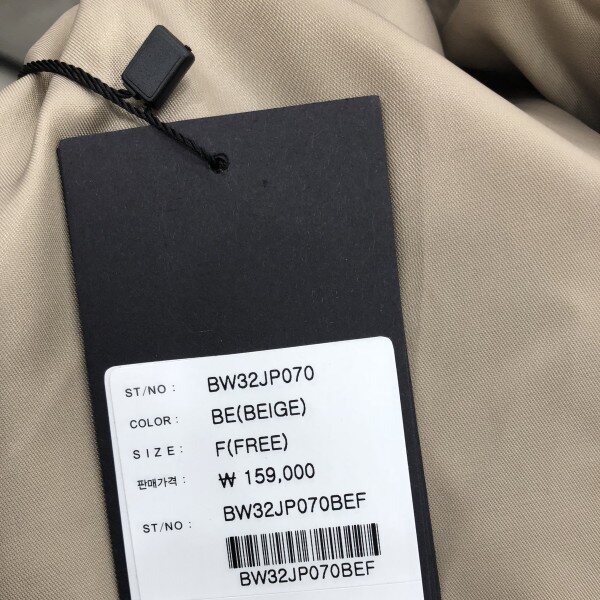 ST/NO : BW32JP070
COLOR : BE(BEIGE)
SIZE : F(FREE)
판매가격 : ₩ 159,000
ST/NO : BW32JP070BEF
BW32JP070BEF